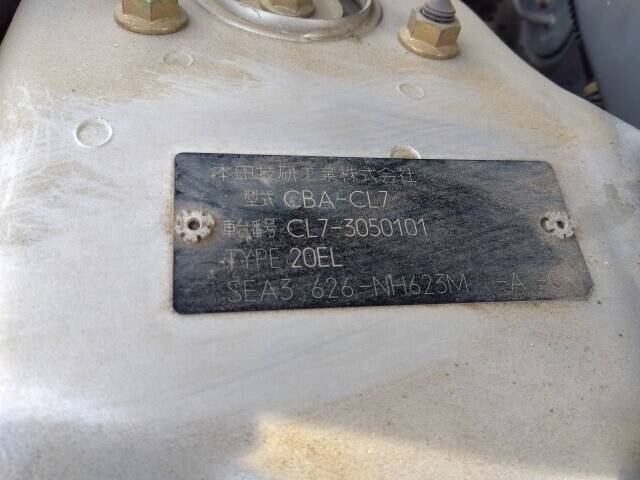 本田技研工業株式会社
型式 CBA-CL7
車台番号 CL7-3050101
TYPE 20EL
SEA3 626-NH623M -A